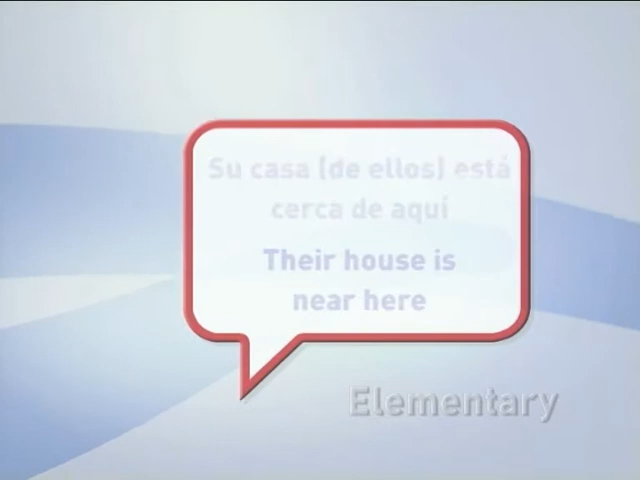 Su casa (de ellos) está
cerca de aquí
Their house is
near here
Elementary